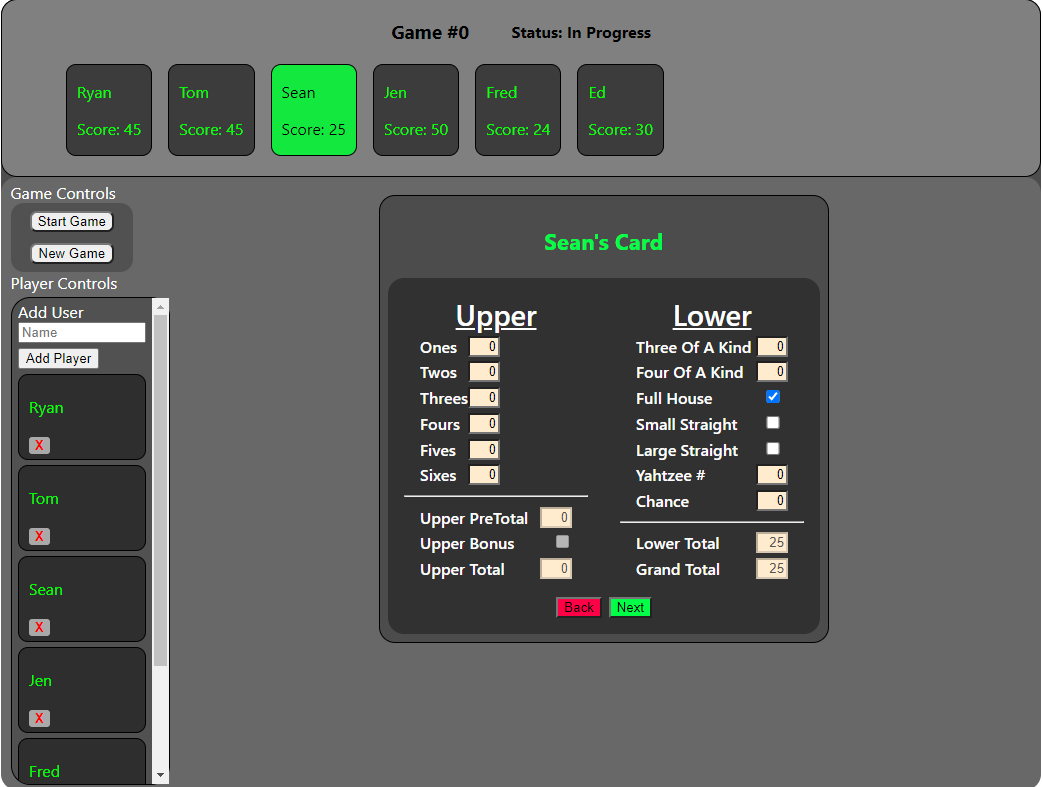 Game #0 Status: In Progress
Ryan Tom Sean Jen Fred Ed
Score: 45 Score: 45 Score: 25 Score: 50 Score: 24 Score: 30
Game Controls
Start Game
New Game
Player Controls
Add User
Name
Add Player
Ryan
X
Tom
X
Sean
X
Jen
X
Fred
Sean's Card
Upper
Ones 0
Twos 0
Threes 0
Fours 0
Fives 0
Sixes 0
Upper PreTotal 0
Upper Bonus
Upper Total 0
Lower
Three Of A Kind 0
Four Of A Kind 0
Full House
Small Straight
Large Straight
Yahtzee # 0
Chance 0
Lower Total 25
Grand Total 25
Back Next